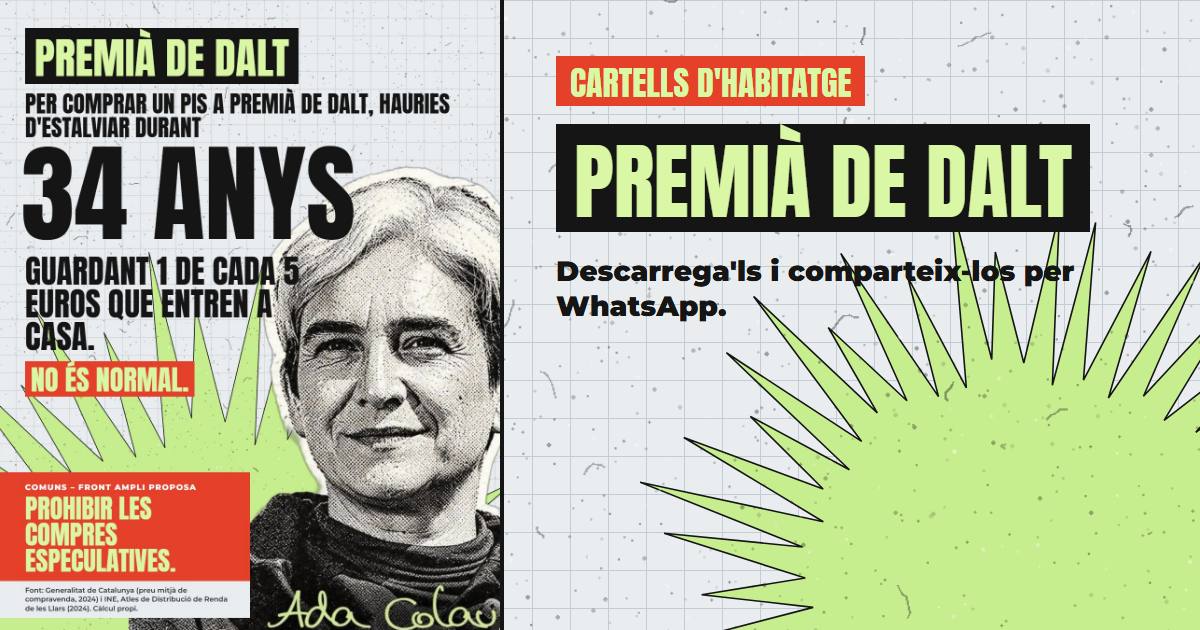 PREMIÀ DE DALT
PER COMPRAR UN PIS A PREMIÀ DE DALT, HAURIES
D'ESTALVIAR DURANT
34 ANYS
GUARDANT 1 DE CADA 5
EUROS QUE ENTREN A
CASA.
NO ÉS NORMAL.
COMUNS – FRONT AMPLI PROPOSA
PROHIBIR LES
COMPRES
ESPECULATIVES.
Font: Generalitat de Catalunya (preu mitjà de
compravenda, 2024) i INE, Atles de Distribució de Renda
de les Llars (2024). Càlcul propi.
Ada Colau
CARTELLS D'HABITATGE
PREMIÀ DE DALT
Descarrega'ls i comparteix-los per
WhatsApp.